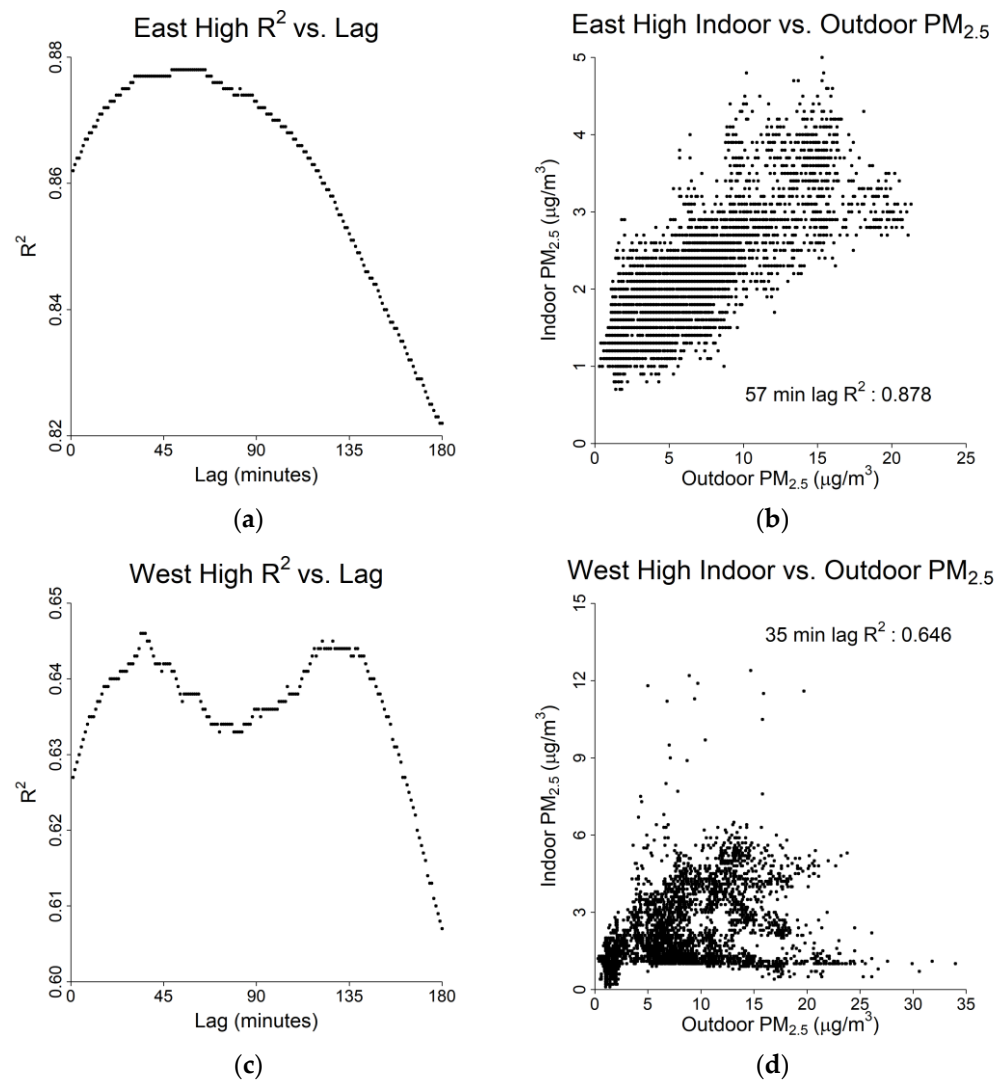 East High R² vs. Lag
0.88
0.86
R²
0.84
0.82
0 45 90 135 180
Lag (minutes)
(a)
East High Indoor vs. Outdoor PM₂.₅
5
4
3
Indoor PM₂.₅ (μg/m³)
2
1
57 min lag R² : 0.878
0
0 5 10 15 20 25
Outdoor PM₂.₅ (μg/m³)
(b)
West High R² vs. Lag
0.65
0.64
0.63
R²
0.62
0.61
0.60
0 45 90 135 180
Lag (minutes)
(c)
West High Indoor vs. Outdoor PM₂.₅
15
35 min lag R² : 0.646
12
9
Indoor PM₂.₅ (μg/m³)
6
3
0
0 5 10 15 20 25 30 35
Outdoor PM₂.₅ (μg/m³)
(d)